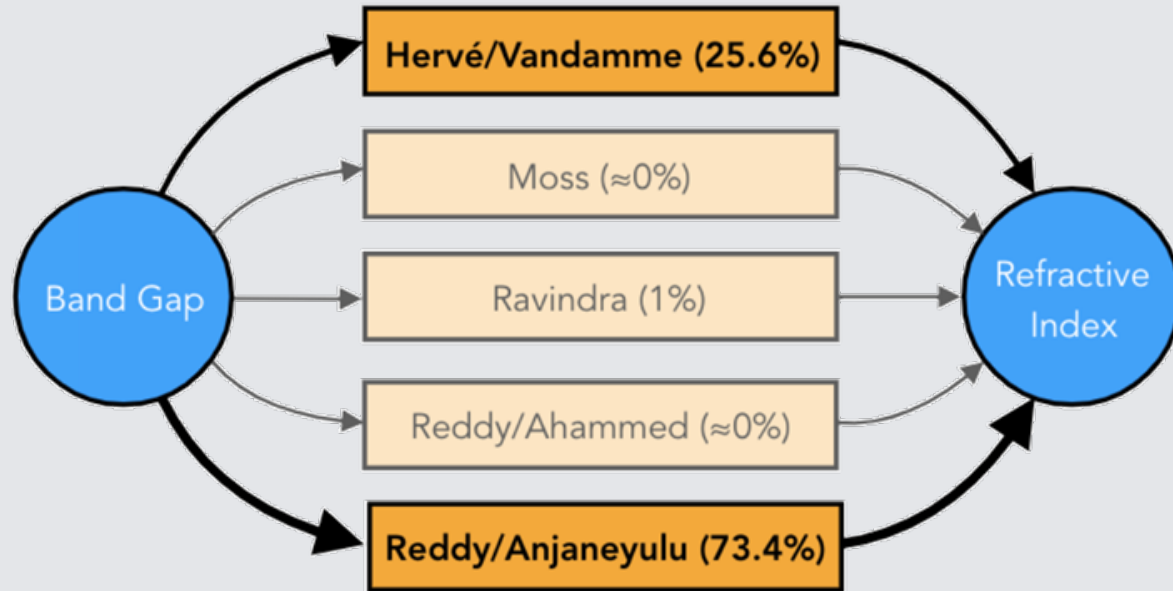 Hervé/Vandamme (25.6%)
Moss (≈0%)
Band Gap
Ravindra (1%)
Refractive
Index
Reddy/Ahammed (≈0%)
Reddy/Anjaneyulu (73.4%)